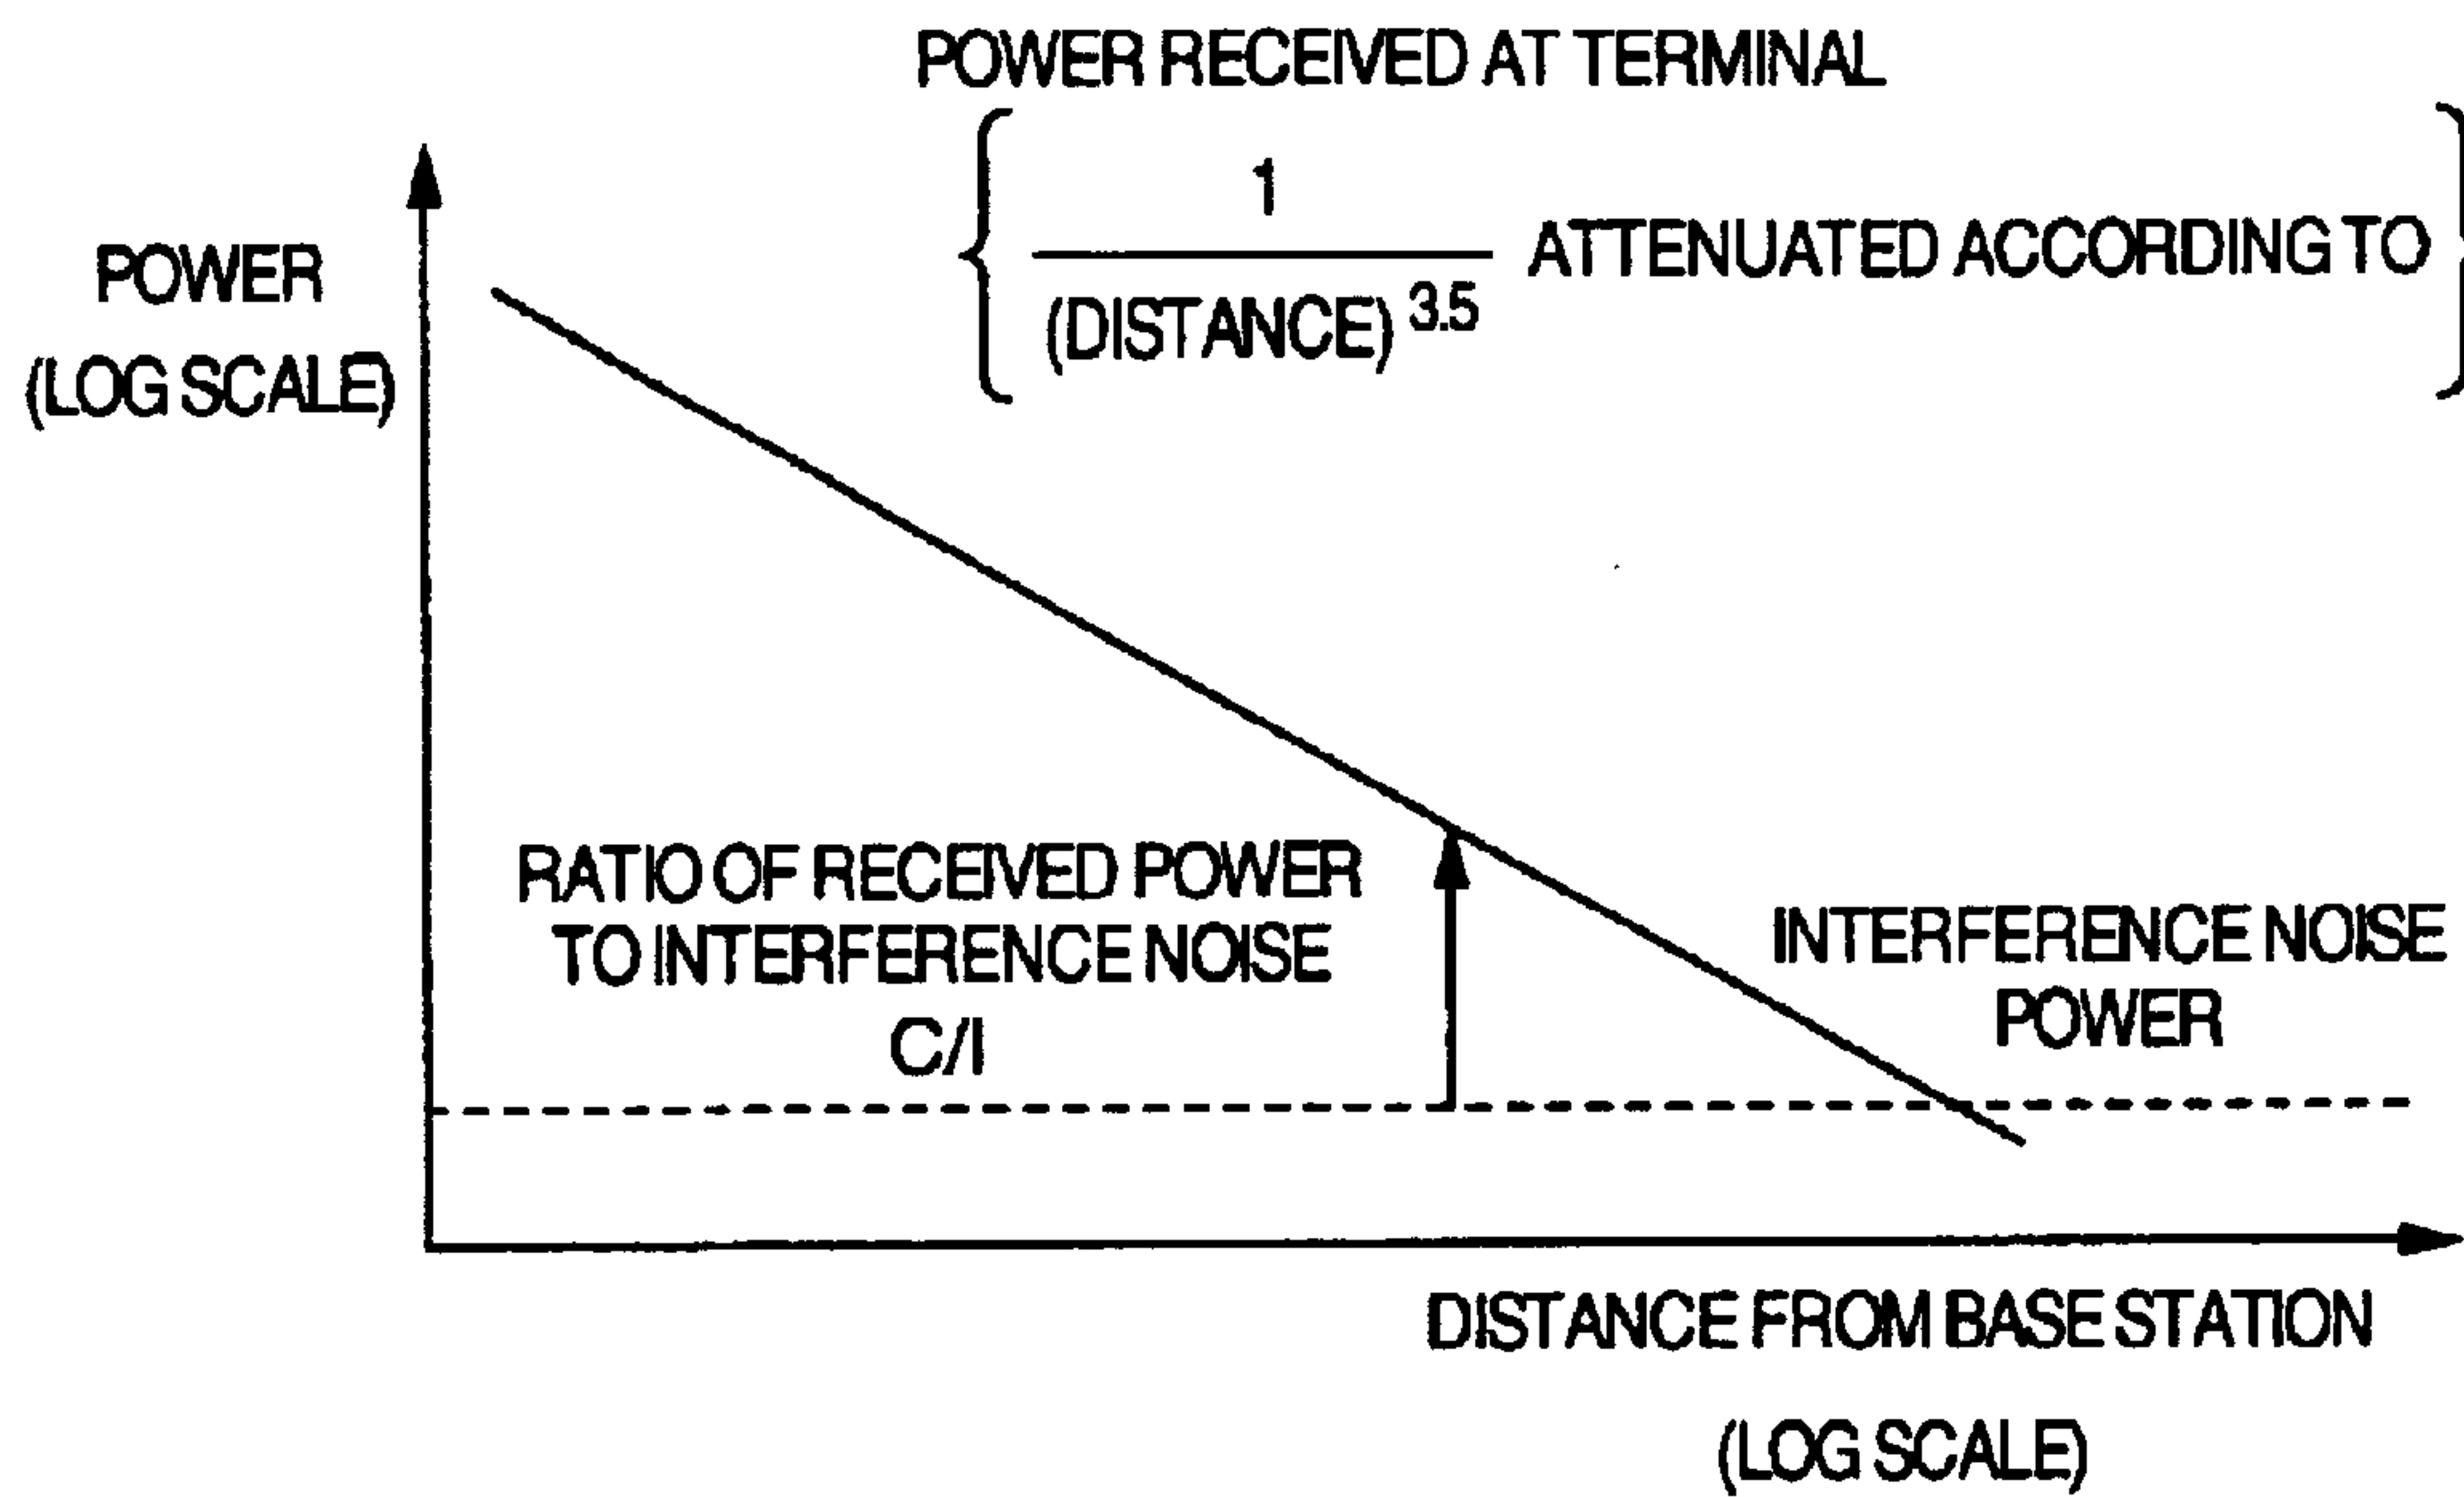 POWER RECEIVED AT TERMINAL
1
ATTENUATED ACCORDING TO
(DISTANCE) 3.5
POWER
(LOG SCALE)
RATIO OF RECEIVED POWER
TO INTERFERENCE NOISE
C/I
INTERFERENCE NOISE
POWER
DISTANCE FROM BASE STATION
(LOG SCALE)